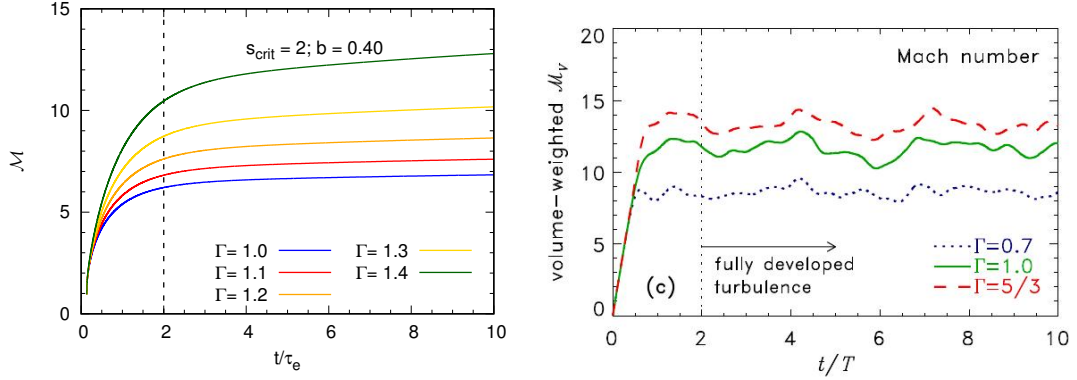 15
10
5
0
ℳ
s_crit = 2; b = 0.40
Γ= 1.0
Γ= 1.1
Γ= 1.2
Γ= 1.3
Γ= 1.4
0 2 4 6 8 10
t/τ_e
20
15
10
5
0
volume-weighted ℳ_V
Mach number
fully developed
turbulence
(c)
Γ=0.7
Γ=1.0
Γ=5/3
0 2 4 6 8 10
t/T